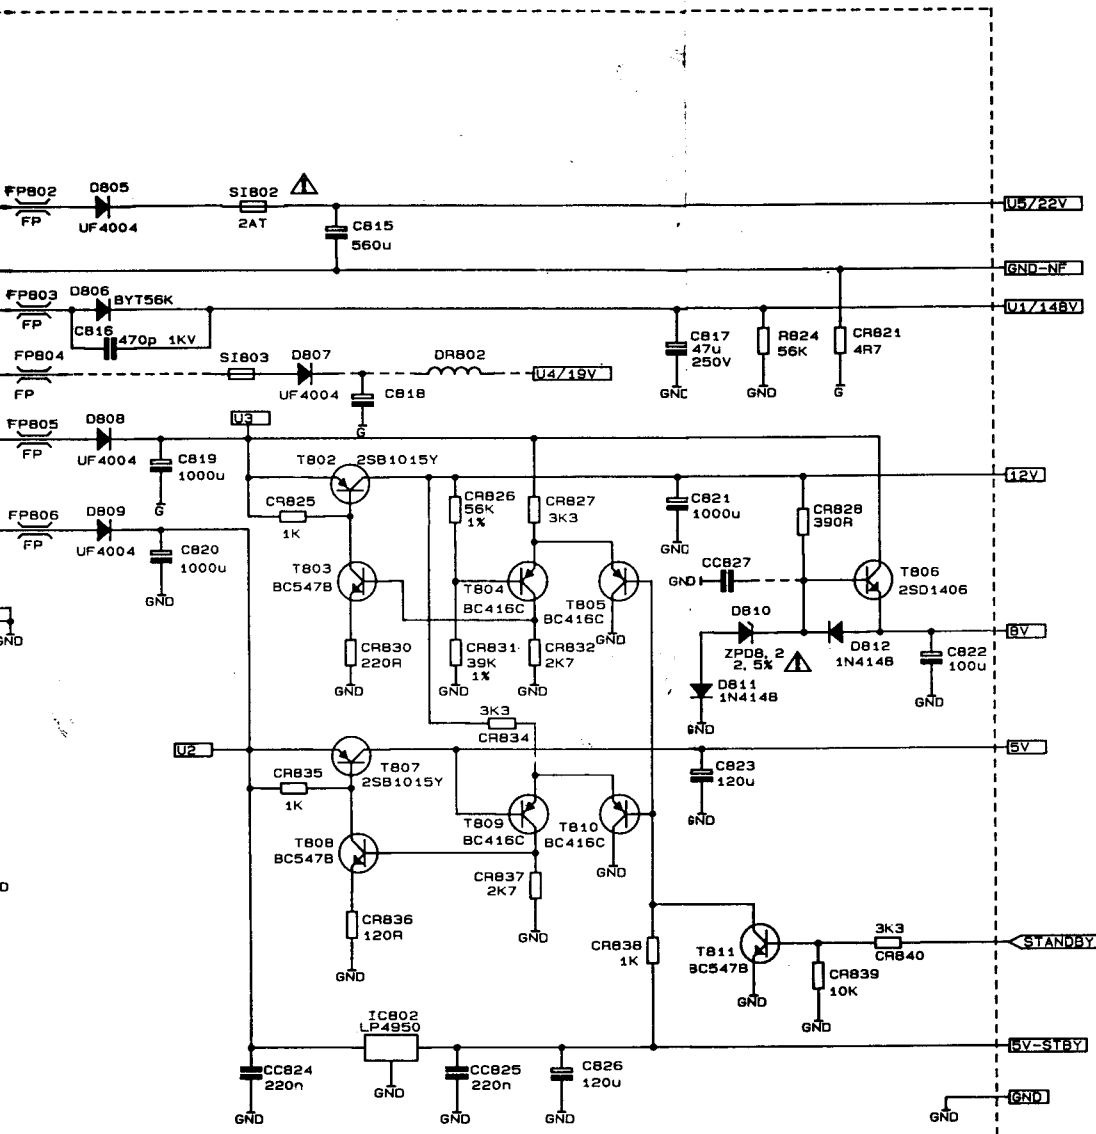 FP802
D805
SI802
FP
UF4004
2AT
C815
560u
U5/22V
GND-NF
FP803
D806
BYT56K
U1/148V
FP
C816
470p 1KV
C817
47u
250V
R824
56K
CR821
4R7
FP804
SI803
D807
DR802
U4/19V
FP
UF4004
C818
GND
GND
G
G
FP805
D808
U3
FP
UF4004
C819
1000u
G
T802
2SB1015Y
12V
CR825
1K
CR826
56K
1%
CR827
3K3
C821
1000u
CR828
390R
FP806
D809
FP
UF4004
C820
1000u
GND
GND
T803
BC547B
T804
BC416C
T805
BC416C
GND
CC827
GND
T806
2SD1406
GND
D810
ZPD8,2
2,5%
D812
1N4148
8V
CR830
220R
CR831
39K
1%
CR832
2K7
C822
100u
GND
GND
GND
D811
1N4148
GND
GND
3K3
CR834
U2
T807
2SB1015Y
5V
CR835
1K
C823
120u
T808
BC547B
T809
BC416C
T810
BC416C
GND
GND
D
CR837
2K7
CR836
120R
GND
CR838
1K
T811
BC547B
3K3
CR840
STANDBY
GND
CR839
10K
GND
GND
IC802
LP4950
5V-STBY
CC824
220n
GND
CC825
220n
C826
120u
GND
GND
GND
GND
GND